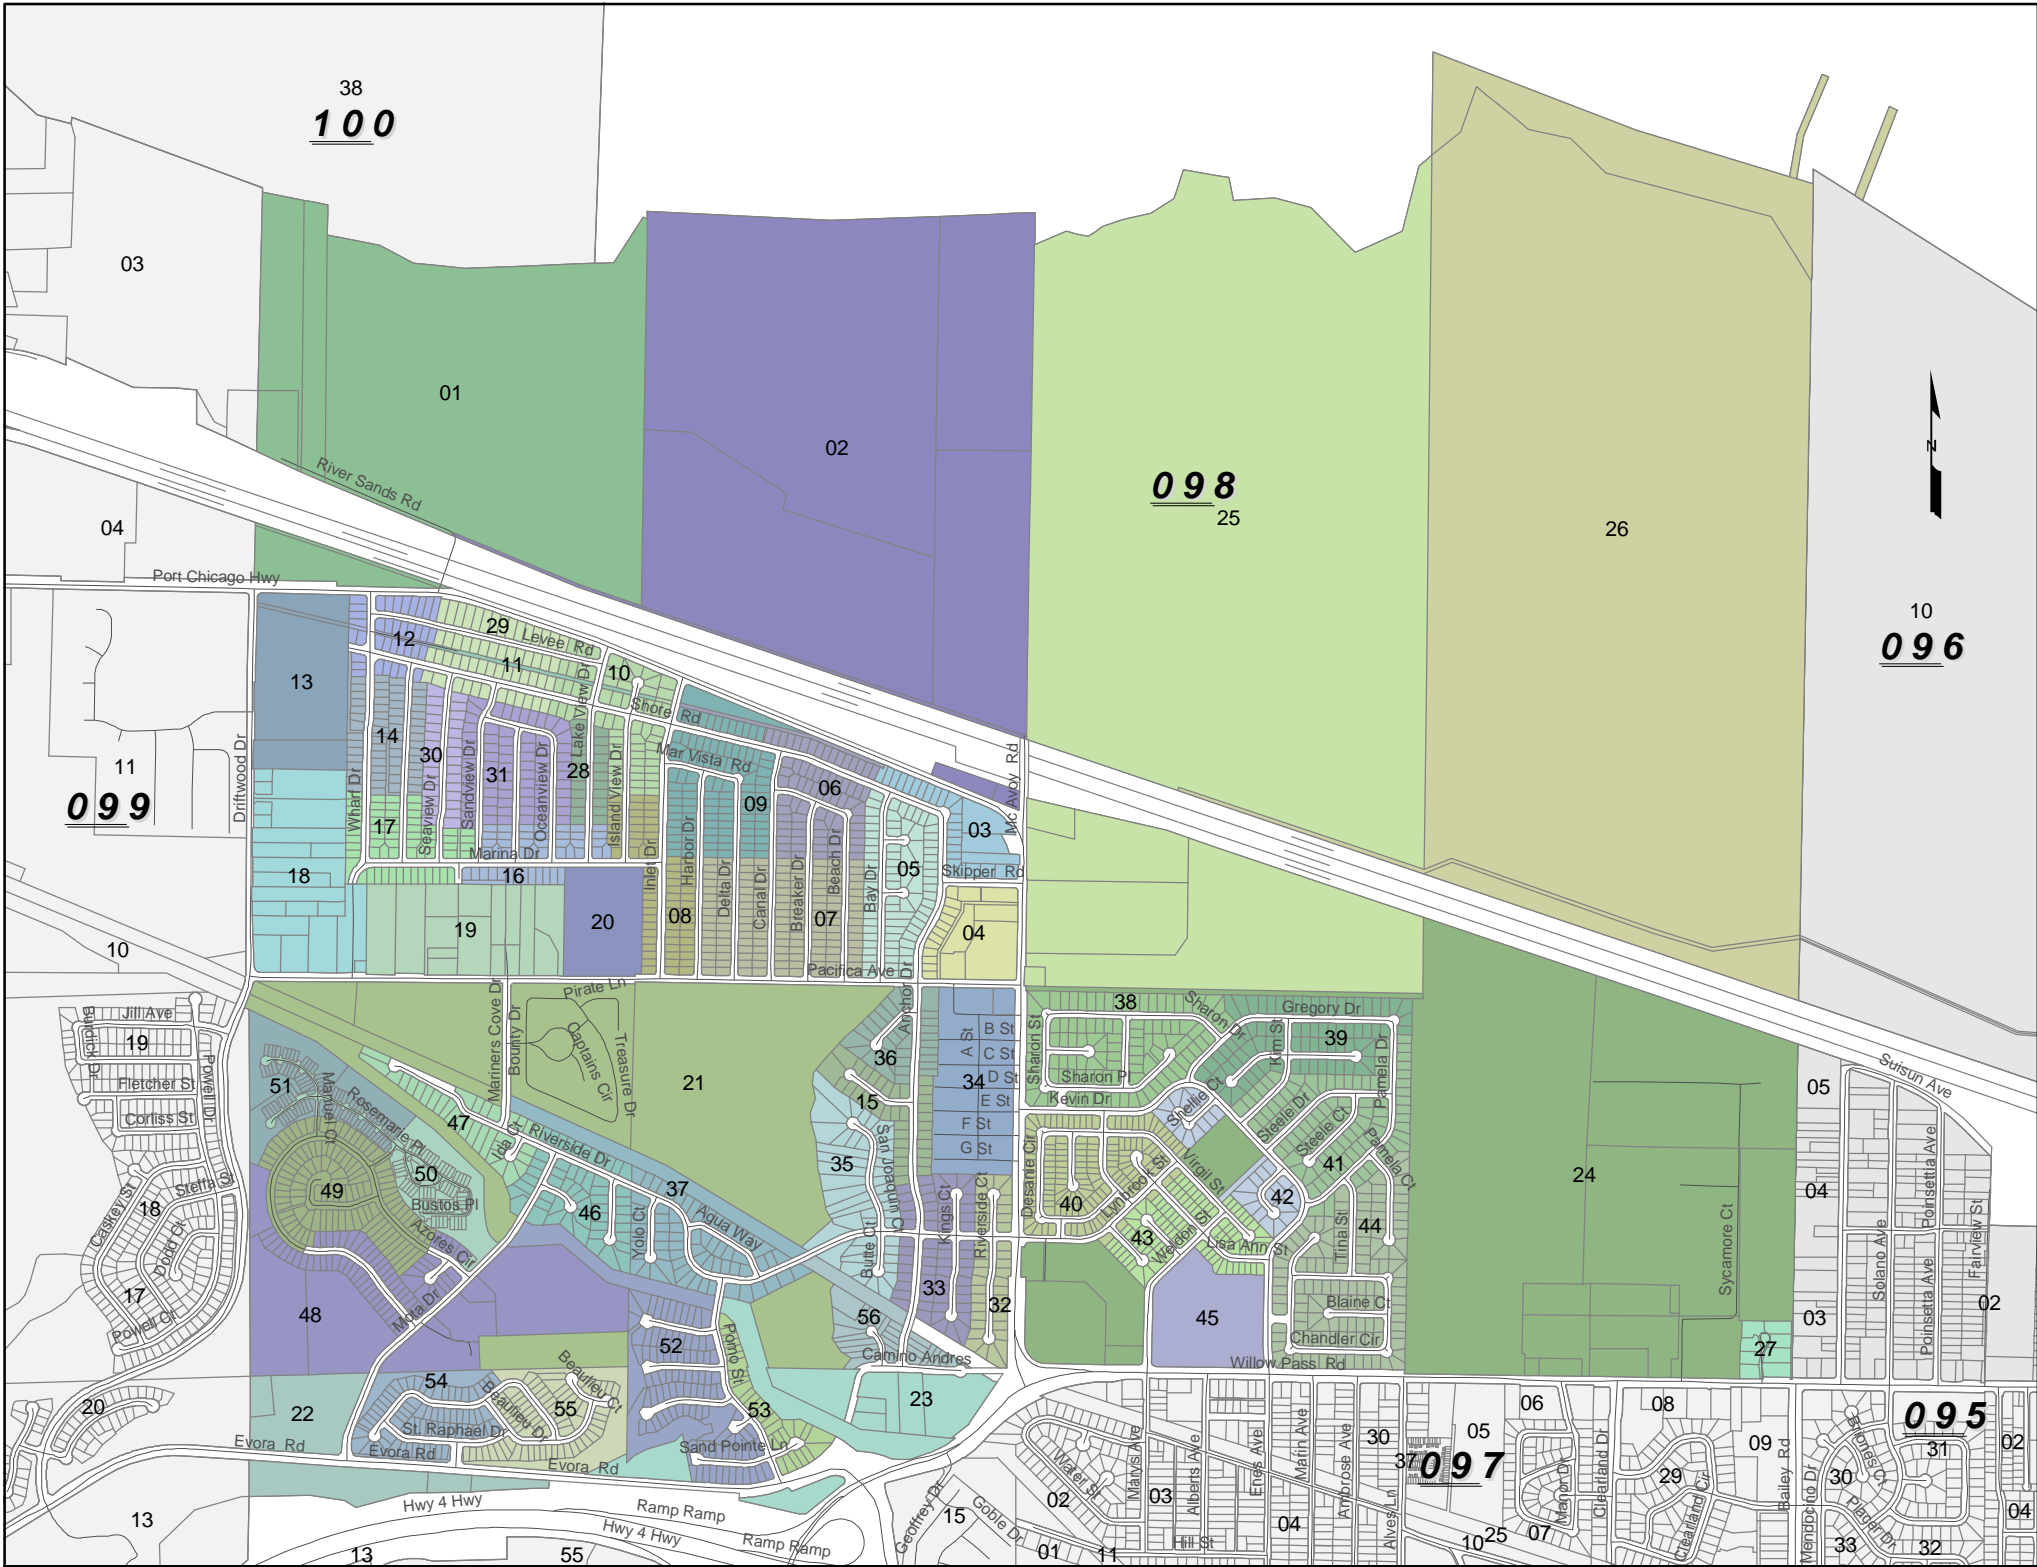 38
100
03
01
02
098
25
26
River Sands Rd
04
Port Chicago Hwy
10
096
N
29
Levee Rd
12
11
10
13
Lake View Dr
Shore Rd
14
30
31
28
Mar Vista Rd
Mc Avoy Rd
11
099
Driftwood Dr
Wharf Dr
Seaview Dr
Sandview Dr
Oceanview Dr
Island View Dr
06
09
03
17
Marina Dr
16
Inlet Dr
Harbor Dr
Delta Dr
Canal Dr
Breaker Dr
Beach Dr
Bay Dr
05
Skipper Rd
18
19
20
08
07
04
10
Pacifica Ave
Anchor Dr
Pirate Ln
Mariners Cove Dr
Bounty Dr
Captains Cir
Treasure Dr
21
Jill Ave
Burdick Dr
19
Fletcher St
Corliss St
Powell Dr
51
Manuel Ct
Rosemarie Pl
47
Ida Ct
Riverside Dr
36
15
A St
B St
C St
34
D St
E St
F St
G St
Sharon St
38
Sharon Dr
Gregory Dr
Kim St
39
Pamela Dr
Sharon Pl
Kevin Dr
Shellie Ct
Steele Dr
Steele Ct
Suisun Ave
05
35
San Joaquin Ct
50
49
Bustos Pl
Azores Cir
37
46
Yolo Ct
Aqua Way
Butte Ct
Kings Ct
Riverside Ct
Desanie Cir
40
Lynbrook St
Virgil St
41
Pamela Ct
42
43
Weldon St
Lisa Ann St
Tina St
44
24
04
Sycamore Ct
Solano Ave
Poinsettia Ave
Poinsetta Ave
Fairview St
02
Steffa St
18
Caskey St
Dodd Ct
17
Powell Ct
48
Mota Dr
33
32
45
Blaine Ct
Chandler Cir
03
27
52
Pomo St
56
Camino Andres
Willow Pass Rd
20
22
54
Beaulieu Ct
Beaulieu Dr
55
St. Raphael Dr
53
Sand Pointe Ln
23
Evora Rd
Evora Rd
Evora Rd
13
Hwy 4 Hwy
Ramp Ramp
Hwy 4 Hwy
Ramp Ramp
13
55
Geoffrey Dr
15
Goble Dr
Water St
02
01
11
Marys Ave
03
Alberts Ave
Hill St
Enes Ave
04
Marin Ave
Ambrose Ave
30
Alves Ln
37
05
097
10
25
06
07
Manor Dr
Clearland Dr
08
29
Clearland Cir
09
Bailey Rd
Mendocino Dr
30
Briones Ct
095
31
Placer Dr
33
32
02
04